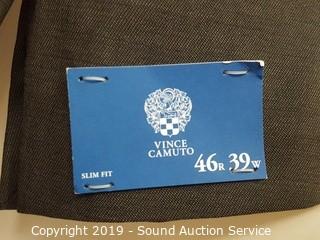 VINCE
CAMUTO
SLIM FIT
46R 39W
Copyright 2019 - Sound Auction Service